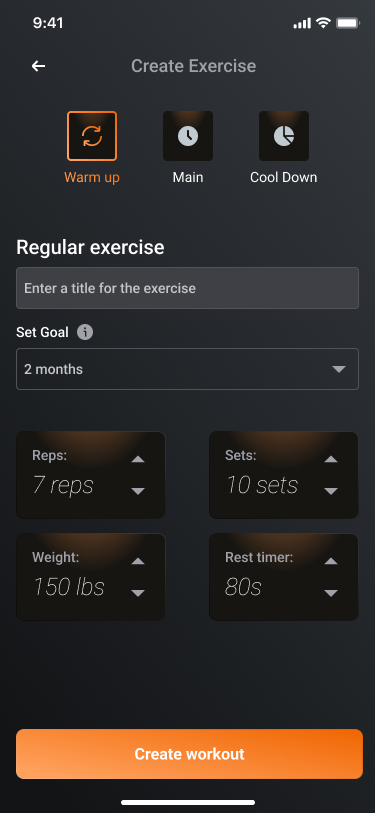 9:41
Create Exercise
Warm up
Main
Cool Down
Regular exercise
Enter a title for the exercise
Set Goal
2 months
Reps:
7 reps
Sets:
10 sets
Weight:
150 lbs
Rest timer:
80s
Create workout